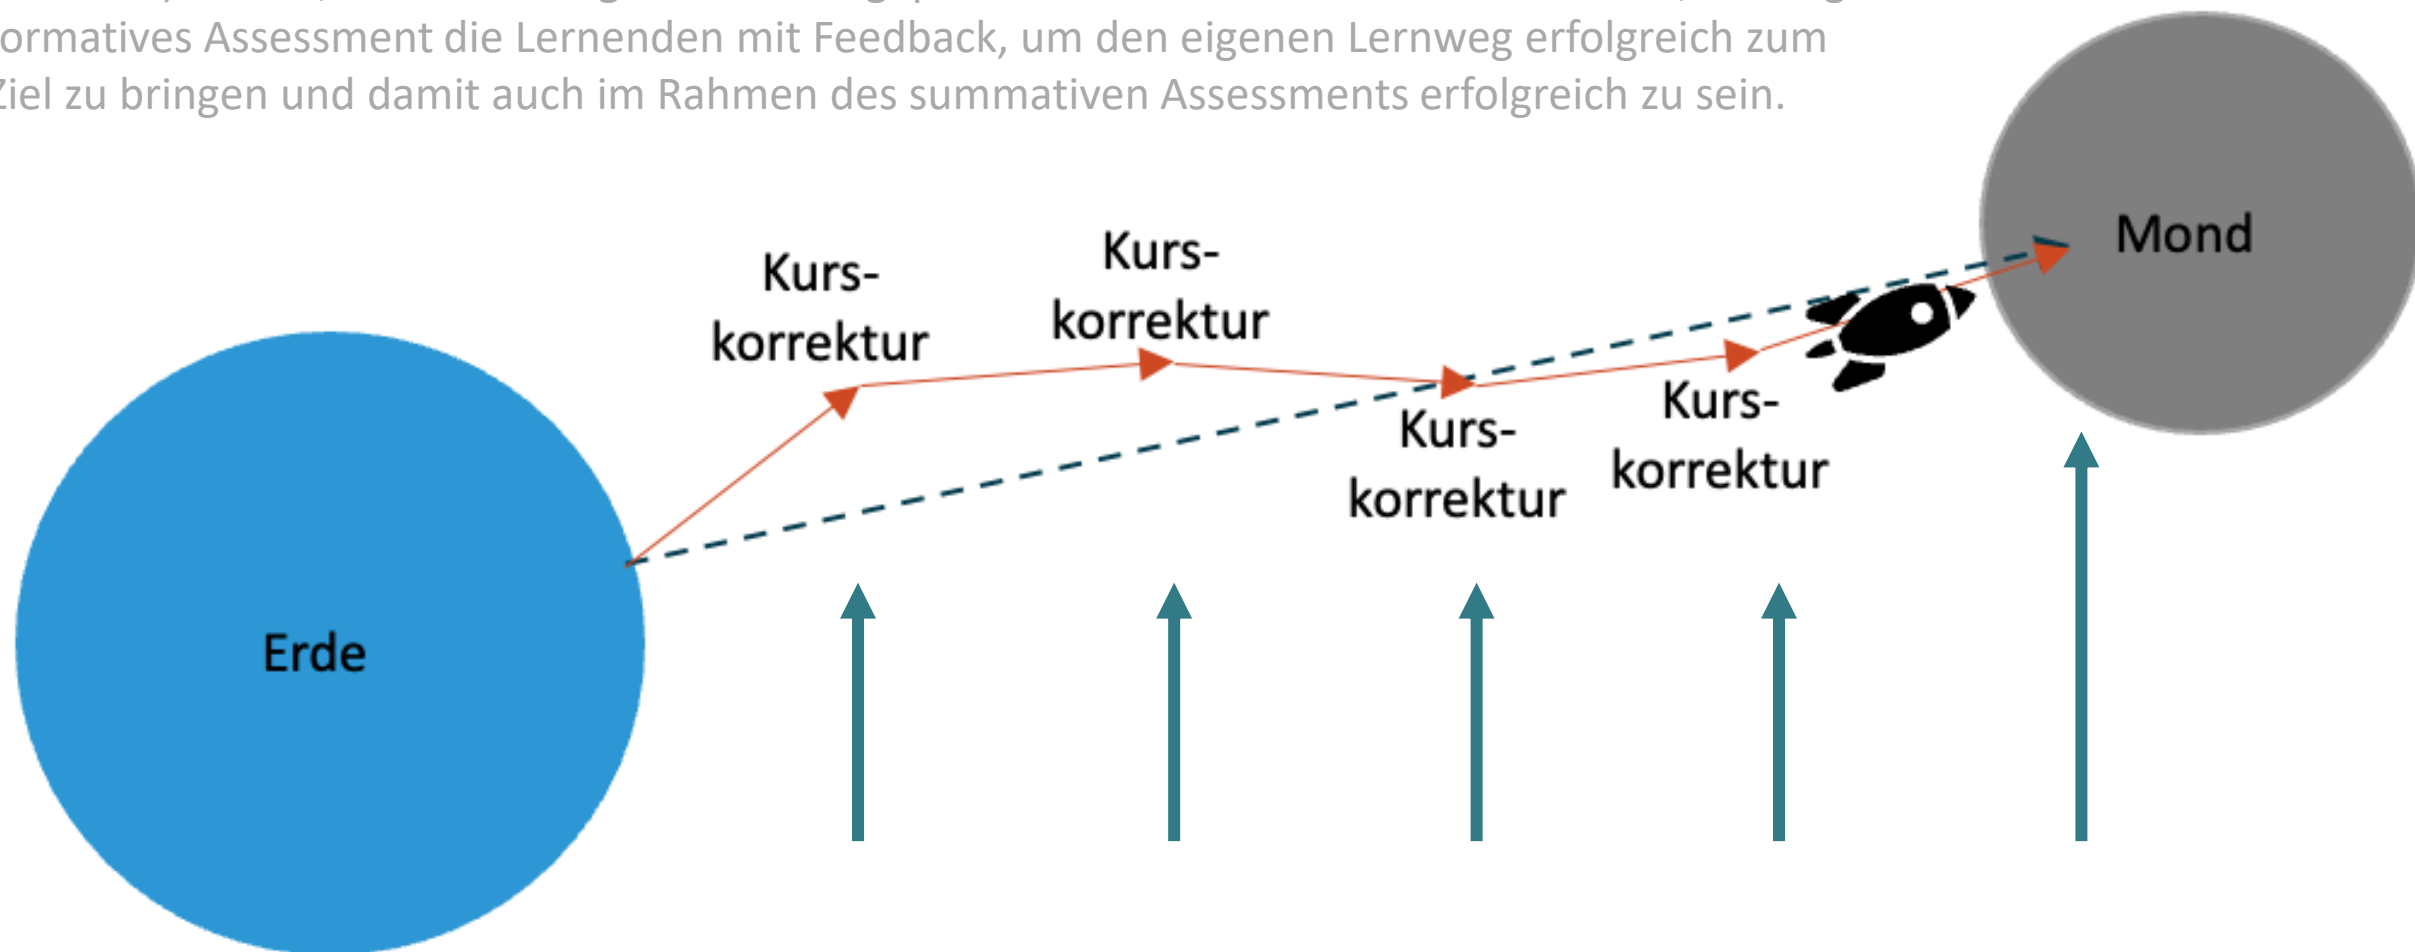 ormatives Assessment die Lernenden mit Feedback, um den eigenen Lernweg erfolgreich zum
Ziel zu bringen und damit auch im Rahmen des summativen Assessments erfolgreich zu sein.
Kurs-
korrektur
Kurs-
korrektur
Kurs-
korrektur
Kurs-
korrektur
Mond
Erde